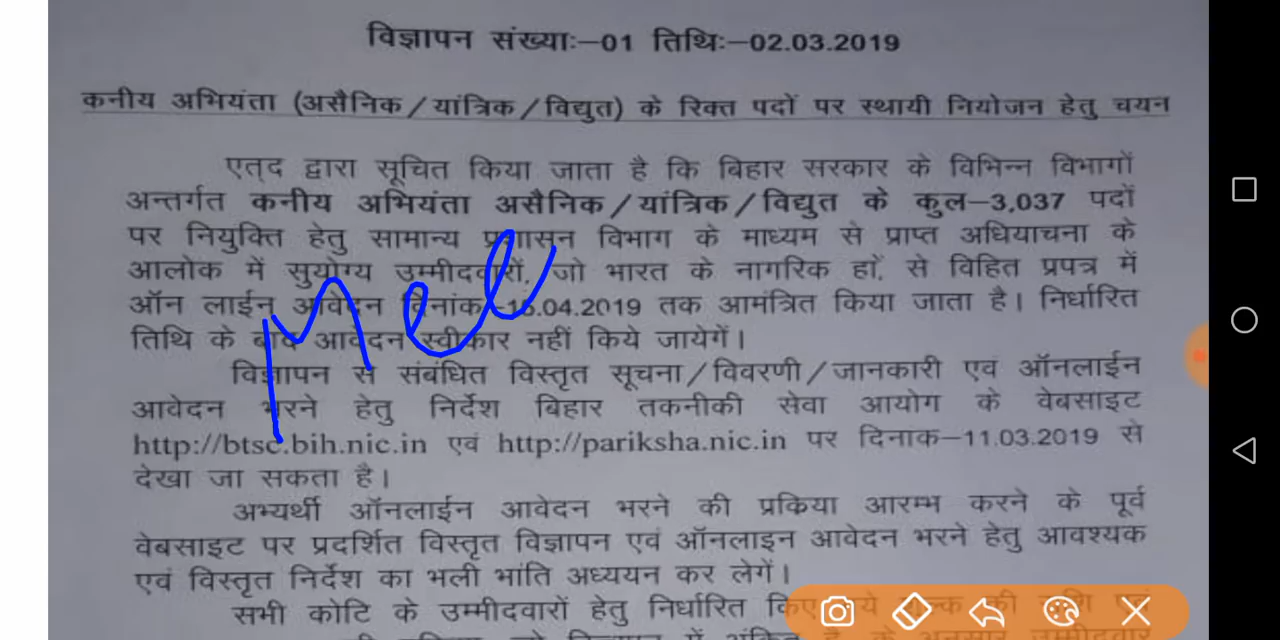 विज्ञापन संख्याः–01 तिथिः–02.03.2019
कनीय अभियंता (असैनिक/यांत्रिक/विद्युत) के रिक्त पदों पर स्थायी नियोजन हेतु चयन
एत्द द्वारा सूचित किया जाता है कि बिहार सरकार के विभिन्न विभागों
अन्तर्गत कनीय अभियंता असैनिक/यांत्रिक/विद्युत के कुल–3,037 पदों
पर नियुक्ति हेतु सामान्य प्रशासन विभाग के माध्यम से प्राप्त अधियाचना के
आलोक में सुयोग्य उम्मीदवारों, जो भारत के नागरिक हों, से विहित प्रपत्र में
ऑन लाईन आवेदन दिनांक .04.2019 तक आमंत्रित किया जाता है। निर्धारित
तिथि के बाद आवेदन स्वीकार नहीं किये जायेगें।
विज्ञापन से संबंधित विस्तृत सूचना/विवरणी/जानकारी एवं ऑनलाईन
आवेदन भरने हेतु निर्देश बिहार तकनीकी सेवा आयोग के वेबसाइट
http://btsc.bih.nic.in एवं http://pariksha.nic.in पर दिनाक–11.03.2019 से
देखा जा सकता है।
अभ्यर्थी ऑनलाईन आवेदन भरने की प्रकिया आरम्भ करने के पूर्व
वेबसाइट पर प्रदर्शित विस्तृत विज्ञापन एवं ऑनलाइन आवेदन भरने हेतु आवश्यक
एवं विस्तृत निर्देश का भली भांति अध्ययन कर लेगें।
सभी कोटि के उम्मीदवारों हेतु निर्धारित